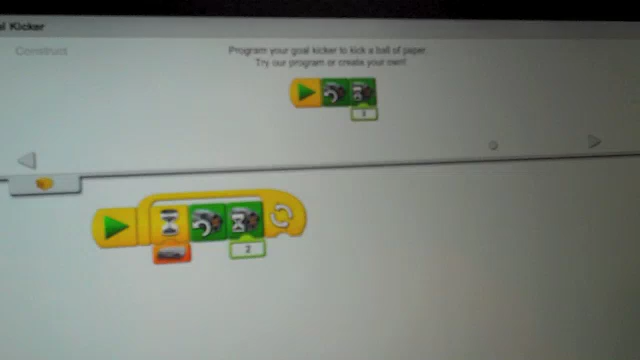 al Kicker
Construct
Program your goal kicker to kick a ball of paper.
Try our program or create your own!
2